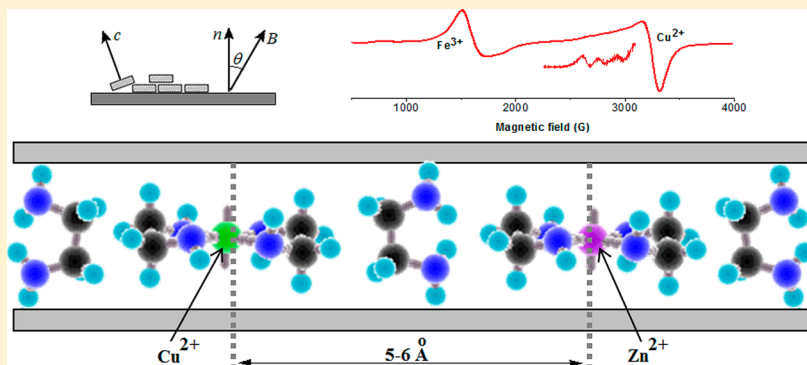 c
n
B
θ
Fe3+
Cu2+
1000 2000 3000 4000
Magnetic field (G)
Cu2+
5-6 Å
Zn2+